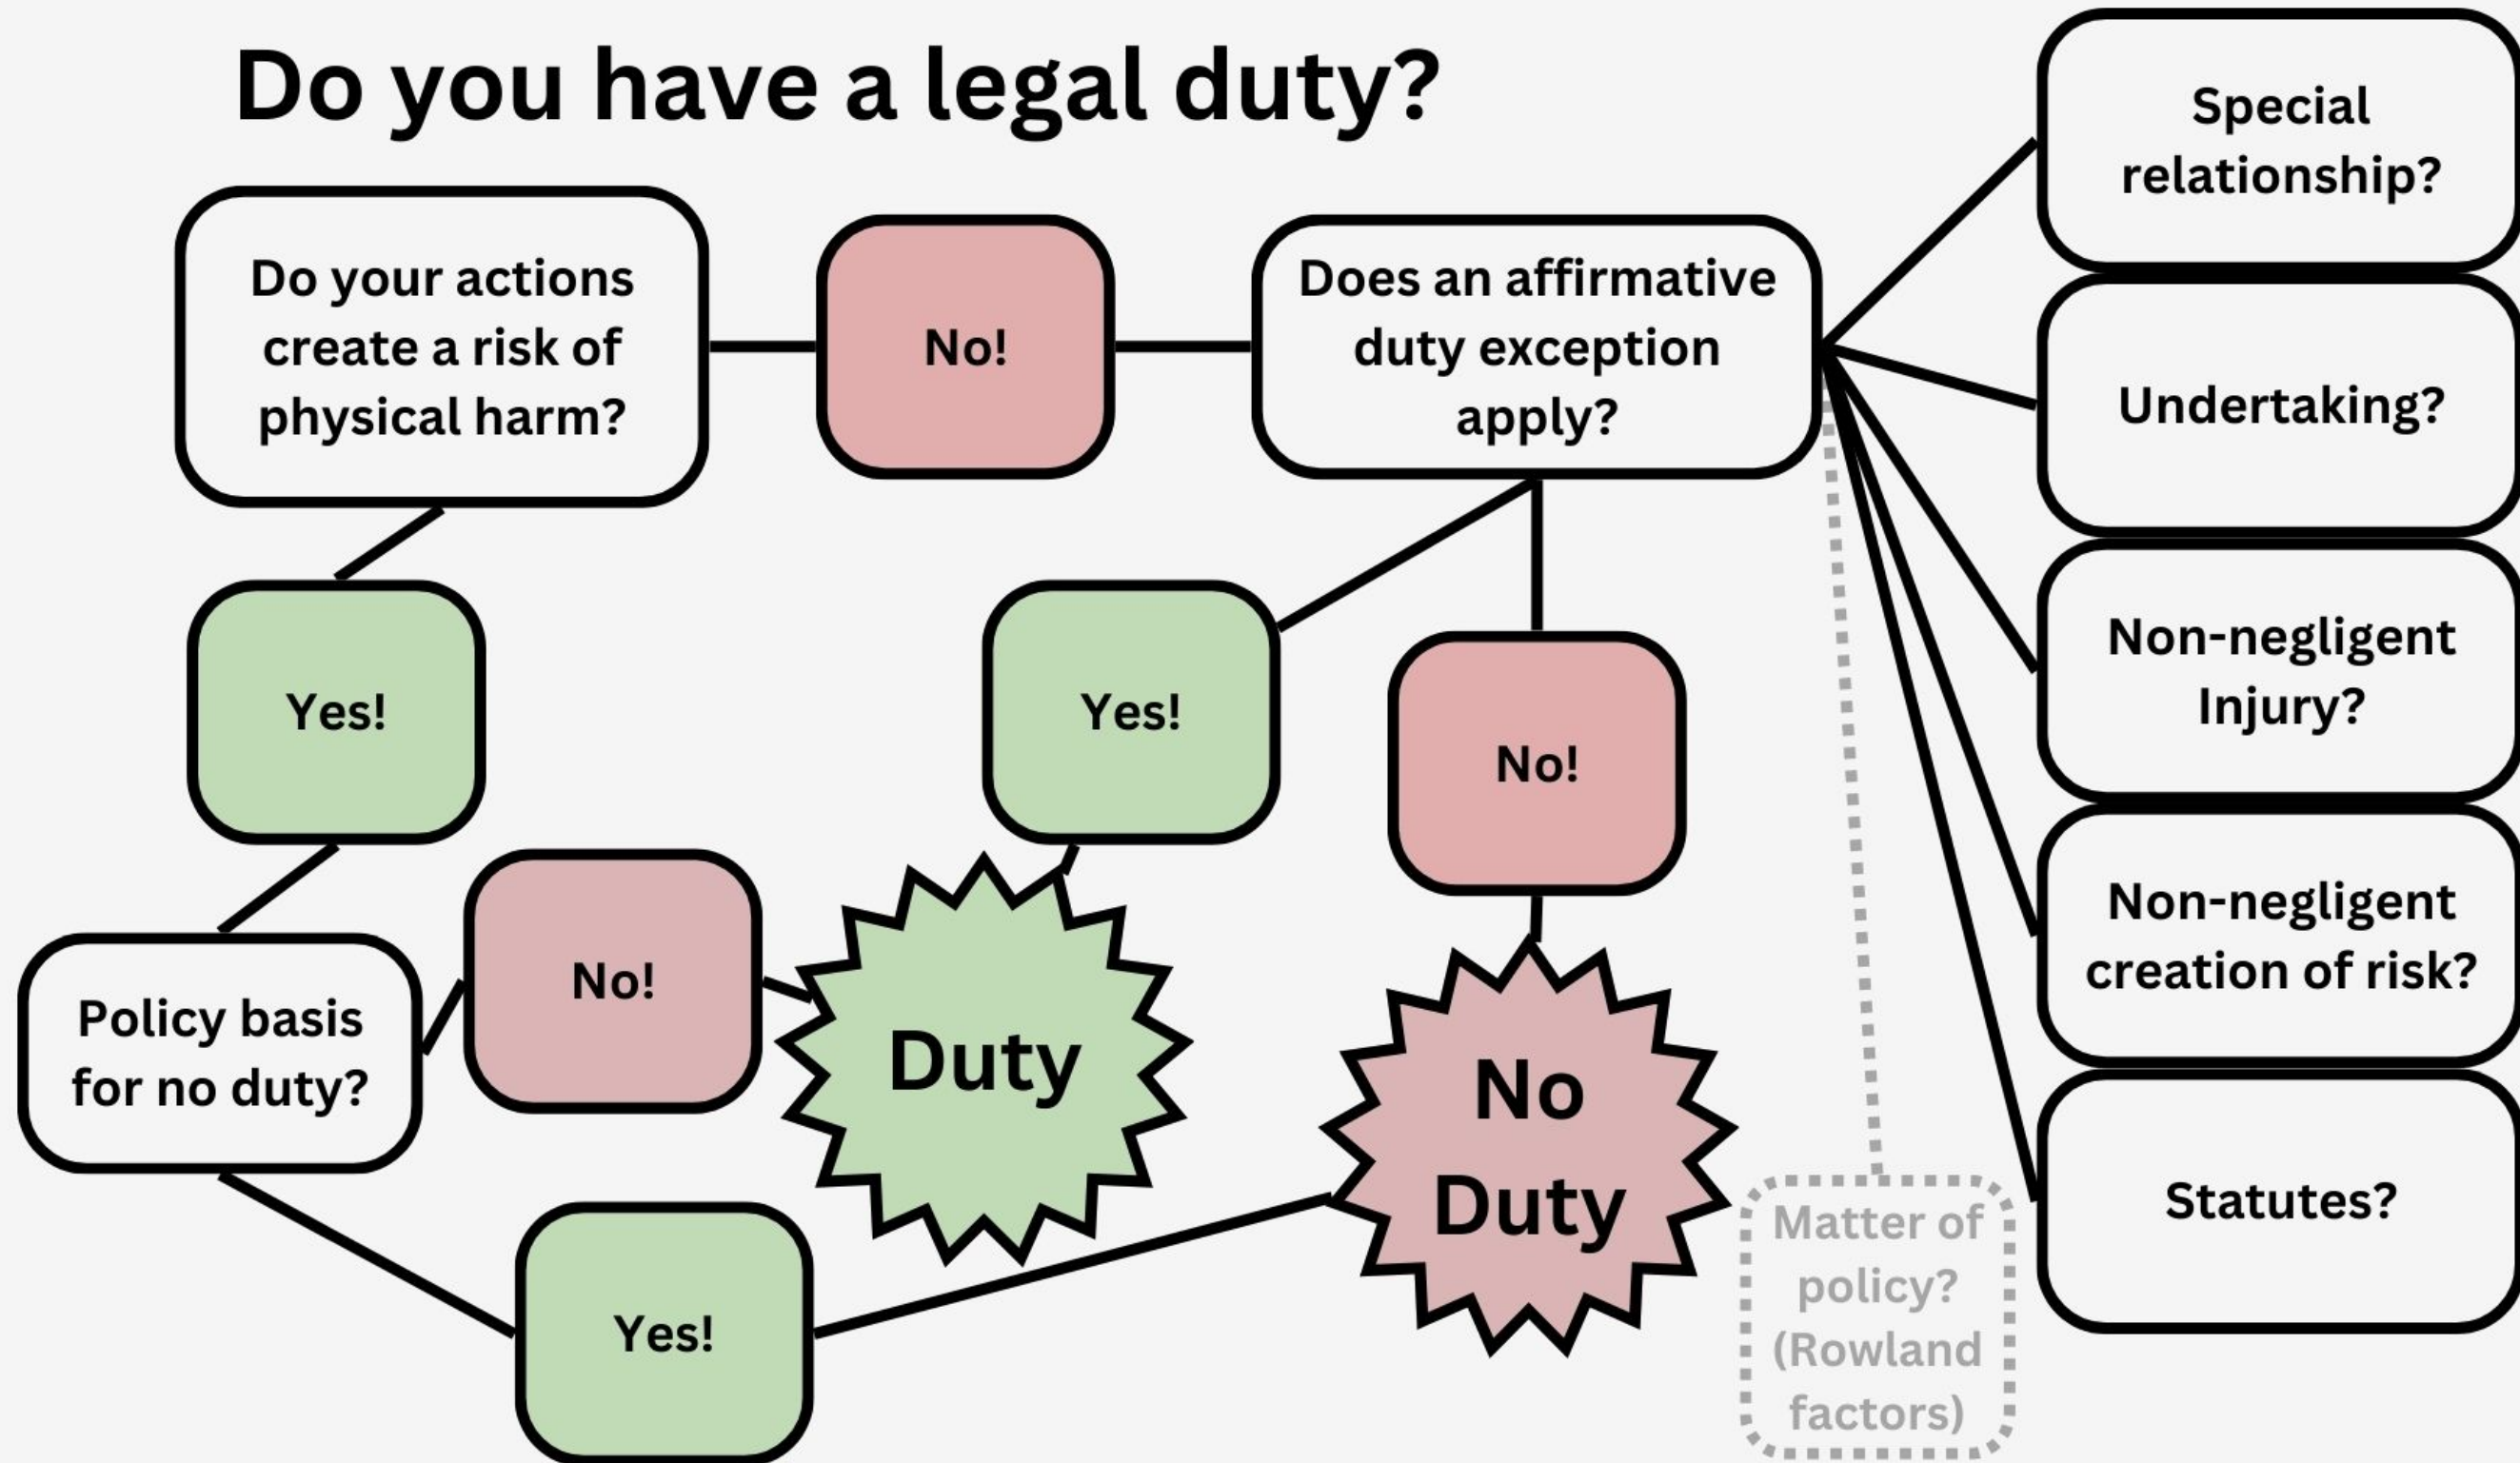 Do you have a legal duty?
Do your actions
create a risk of
physical harm?
No!
Does an affirmative
duty exception
apply?
Special
relationship?
Undertaking?
Non-negligent
Injury?
Non-negligent
creation of risk?
Statutes?
Matter of
policy?
(Rowland
factors)
Yes!
Yes!
No!
Policy basis
for no duty?
No!
Duty
No
Duty
Yes!